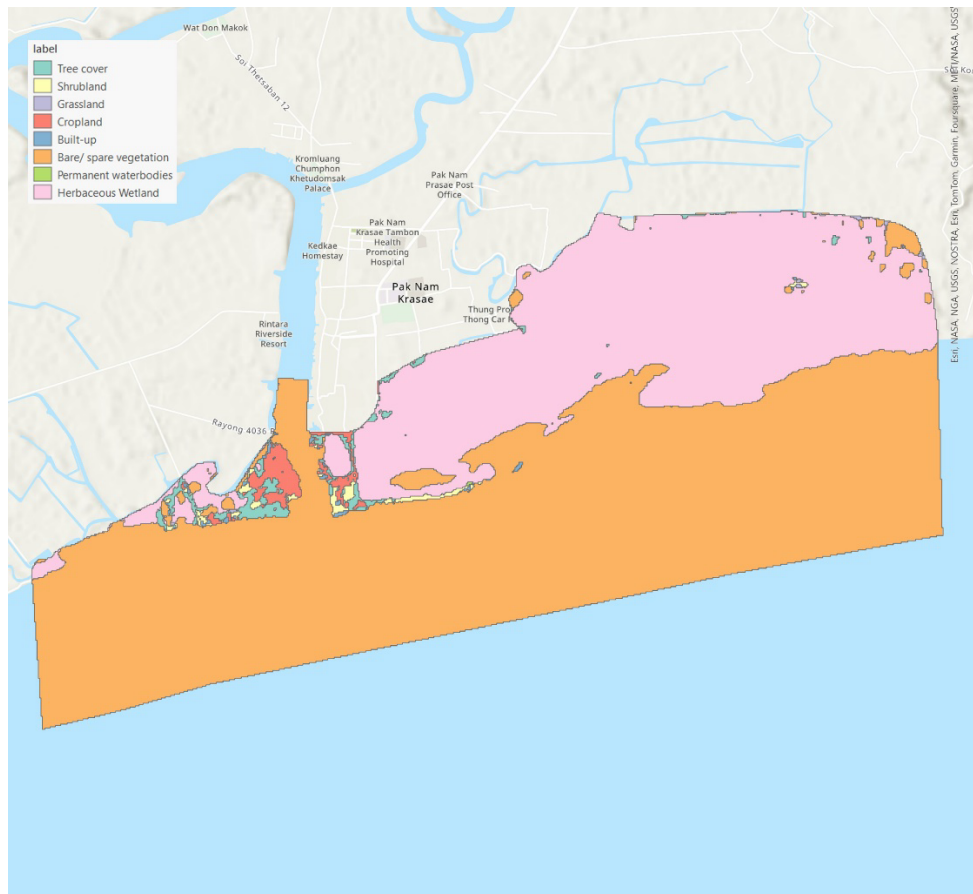 Wat Don Makok
label
Tree cover
Shrubland
Grassland
Cropland
Built-up
Bare/ spare vegetation
Permanent waterbodies
Herbaceous Wetland
Soi Thetsaban 12
Kromluang
Chumphon
Khetudomsak
Palace
Pak Nam
Prasae Post
Office
Pak Nam
Krasae Tambon
Health
Promoting
Hospital
Kedkae
Homestay
Pak Nam
Krasae
Thung Pro
Thong Car
Rintara
Riverside
Resort
Rayong 4036 R
Esri, NASA, NGA, USGS, NOSTRA, Esri, TomTom, Garmin, Foursquare, METI/NASA, USGS